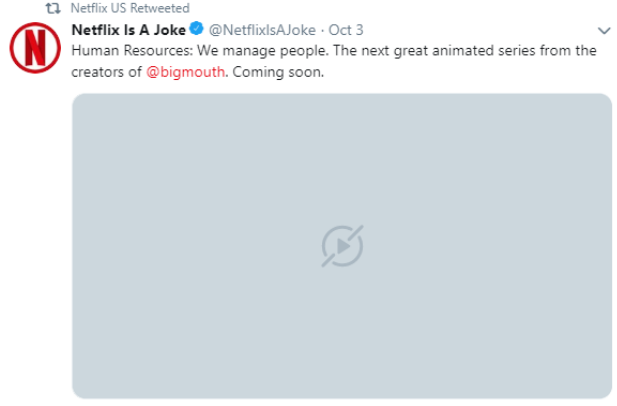 Netflix US Retweeted
Netflix Is A Joke @NetflixIsAJoke · Oct 3
Human Resources: We manage people. The next great animated series from the
creators of @bigmouth. Coming soon.
N